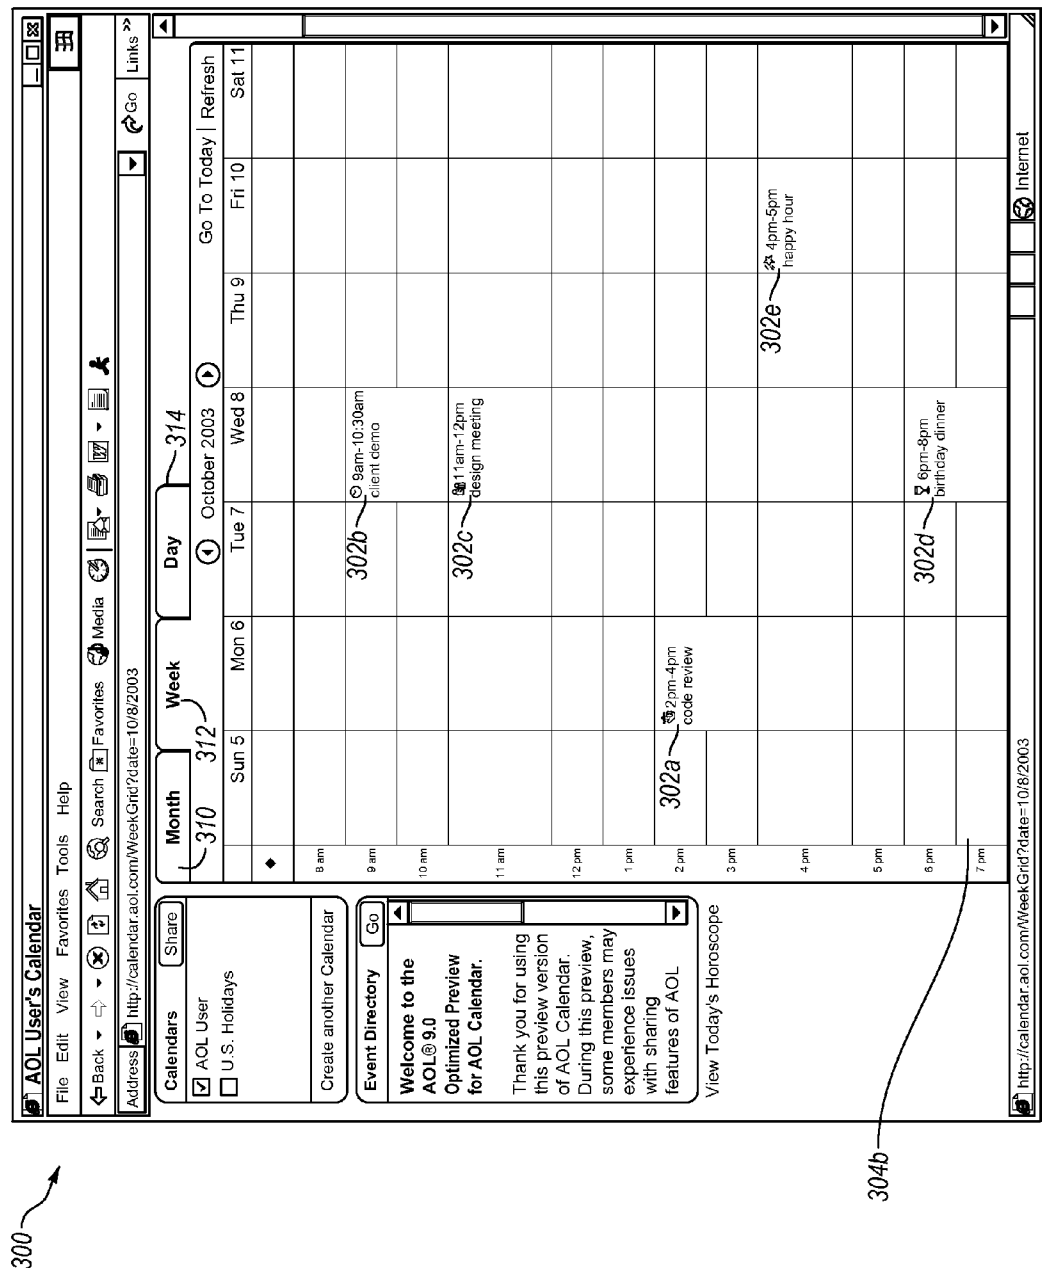 300
AOL User's Calendar
File Edit View Favorites Tools Help
Back Search Favorites Media W
Address http://calendar.aol.com/WeekGrid?date=10/8/2003 Go Links »
Calendars Share
AOL User
U.S. Holidays
Create another Calendar
Event Directory Go
Welcome to the
AOL® 9.0
Optimized Preview
for AOL Calendar.
Thank you for using
this preview version
of AOL Calendar.
During this preview,
some members may
experience issues
with sharing
features of AOL
View Today's Horoscope
Month Week Day
310 312 314
October 2003 Go To Today | Refresh
Sun 5 Mon 6 Tue 7 Wed 8 Thu 9 Fri 10 Sat 11
8 am
9 am
302b 9am-10:30am
client demo
10 am
11 am
302c 11am-12pm
design meeting
12 pm
1 pm
2 pm
302a 2pm-4pm
code review
3 pm
4 pm
302e 4pm-5pm
happy hour
5 pm
6 pm
302d 6pm-8pm
birthday dinner
7 pm
304b
http://calendar.aol.com/WeekGrid?date=10/8/2003 Internet